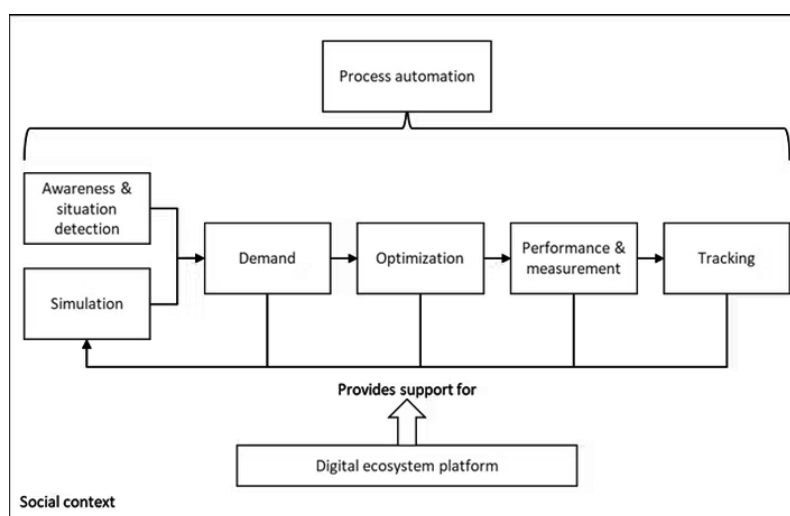 Process automation
Awareness &
situation
detection
Simulation
Demand
Optimization
Performance &
measurement
Tracking
Provides support for
Digital ecosystem platform
Social context